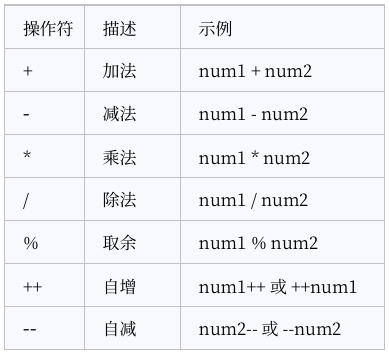 操作符 描述 示例
+ 加法 num1 + num2
- 减法 num1 - num2
* 乘法 num1 * num2
/ 除法 num1 / num2
% 取余 num1 % num2
++ 自增 num1++ 或 ++num1
-- 自减 num2-- 或 --num2